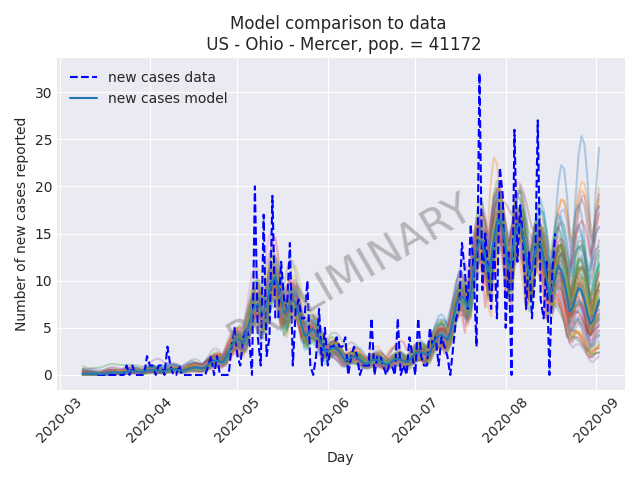 Model comparison to data
US - Ohio - Mercer, pop. = 41172
new cases data
new cases model
Number of new cases reported
30
25
20
15
10
5
0
PRELIMINARY
2020-03
2020-04
2020-05
2020-06
2020-07
2020-08
2020-09
Day